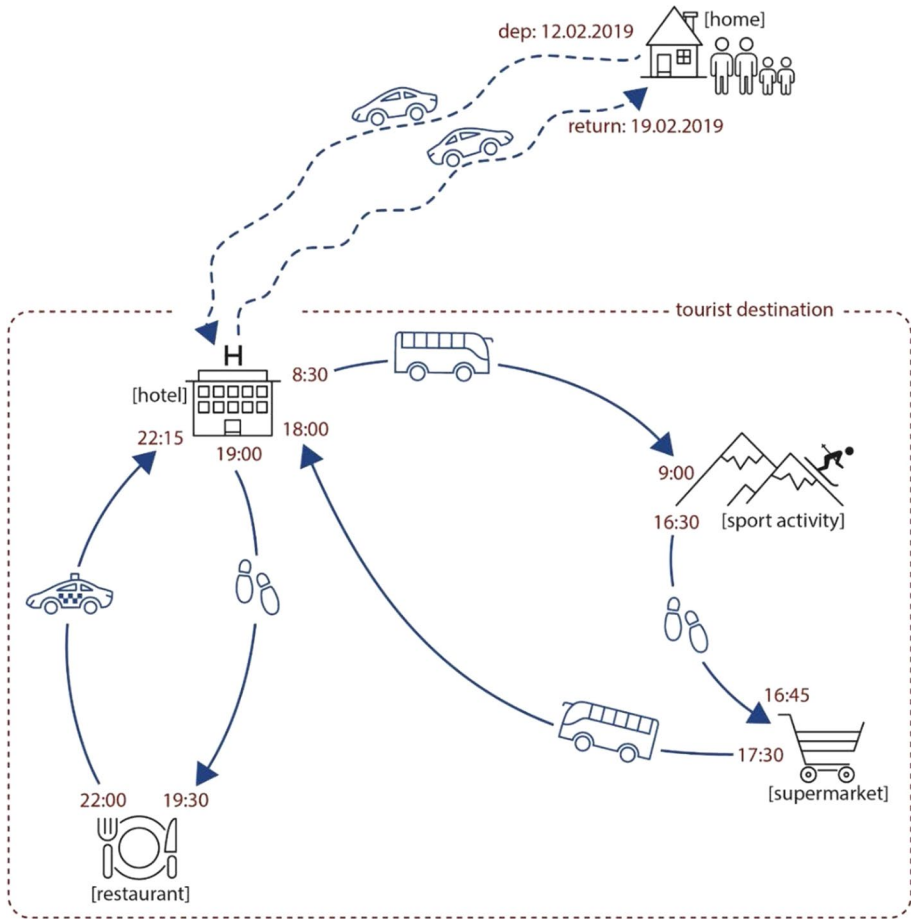 [home]
dep: 12.02.2019
return: 19.02.2019
tourist destination
H
[hotel]
8:30
18:00
22:15
19:00
9:00
16:30
[sport activity]
16:45
17:30
[supermarket]
22:00
19:30
[restaurant]